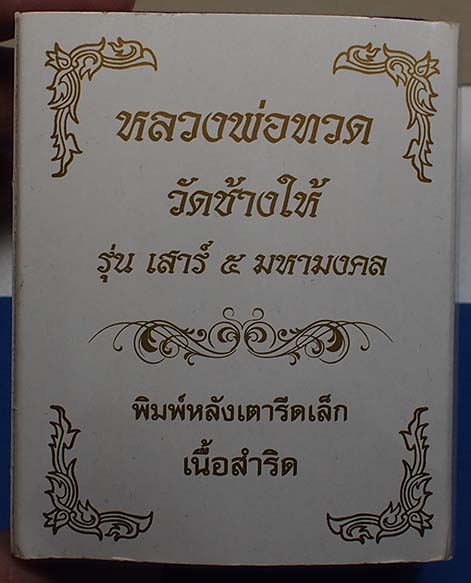 หลวงพ่อทวด
วัดช้างให้
รุ่น เสาร์ ๕ มหามงคล
พิมพ์หลังเตารีดเล็ก
เนื้อสำริด